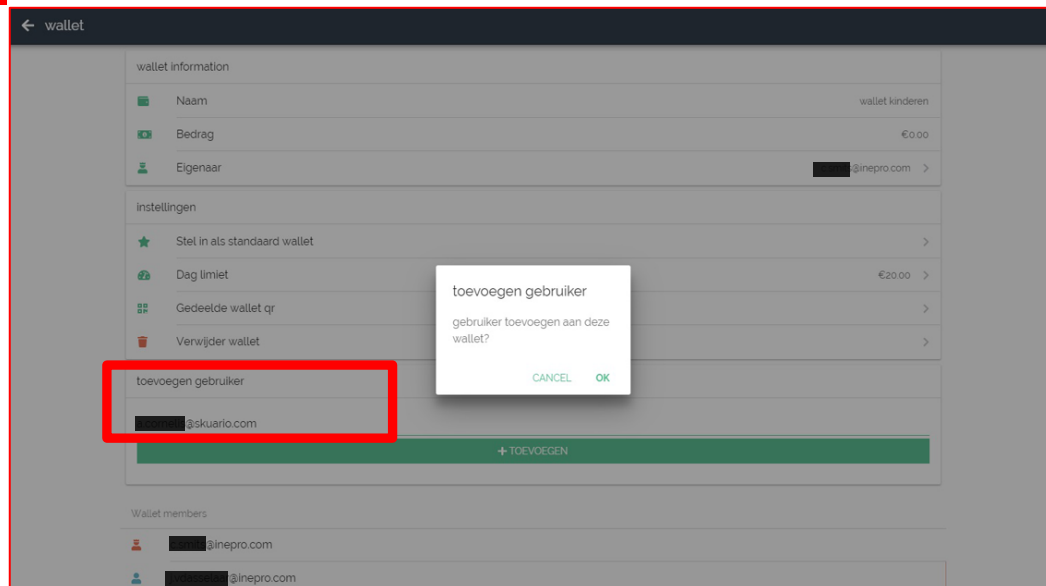 wallet
wallet information
Naam wallet kinderen
Bedrag €0.00
Eigenaar @inepro.com
instellingen
Stel in als standaard wallet
Dag limiet €20.00
Gedeelde wallet qr
Verwijder wallet
toevoegen gebruiker
gebruiker toevoegen aan deze
wallet?
CANCEL OK
toevoegen gebruiker
@skuario.com
+ TOEVOEGEN
Wallet members
@inepro.com
@inepro.com